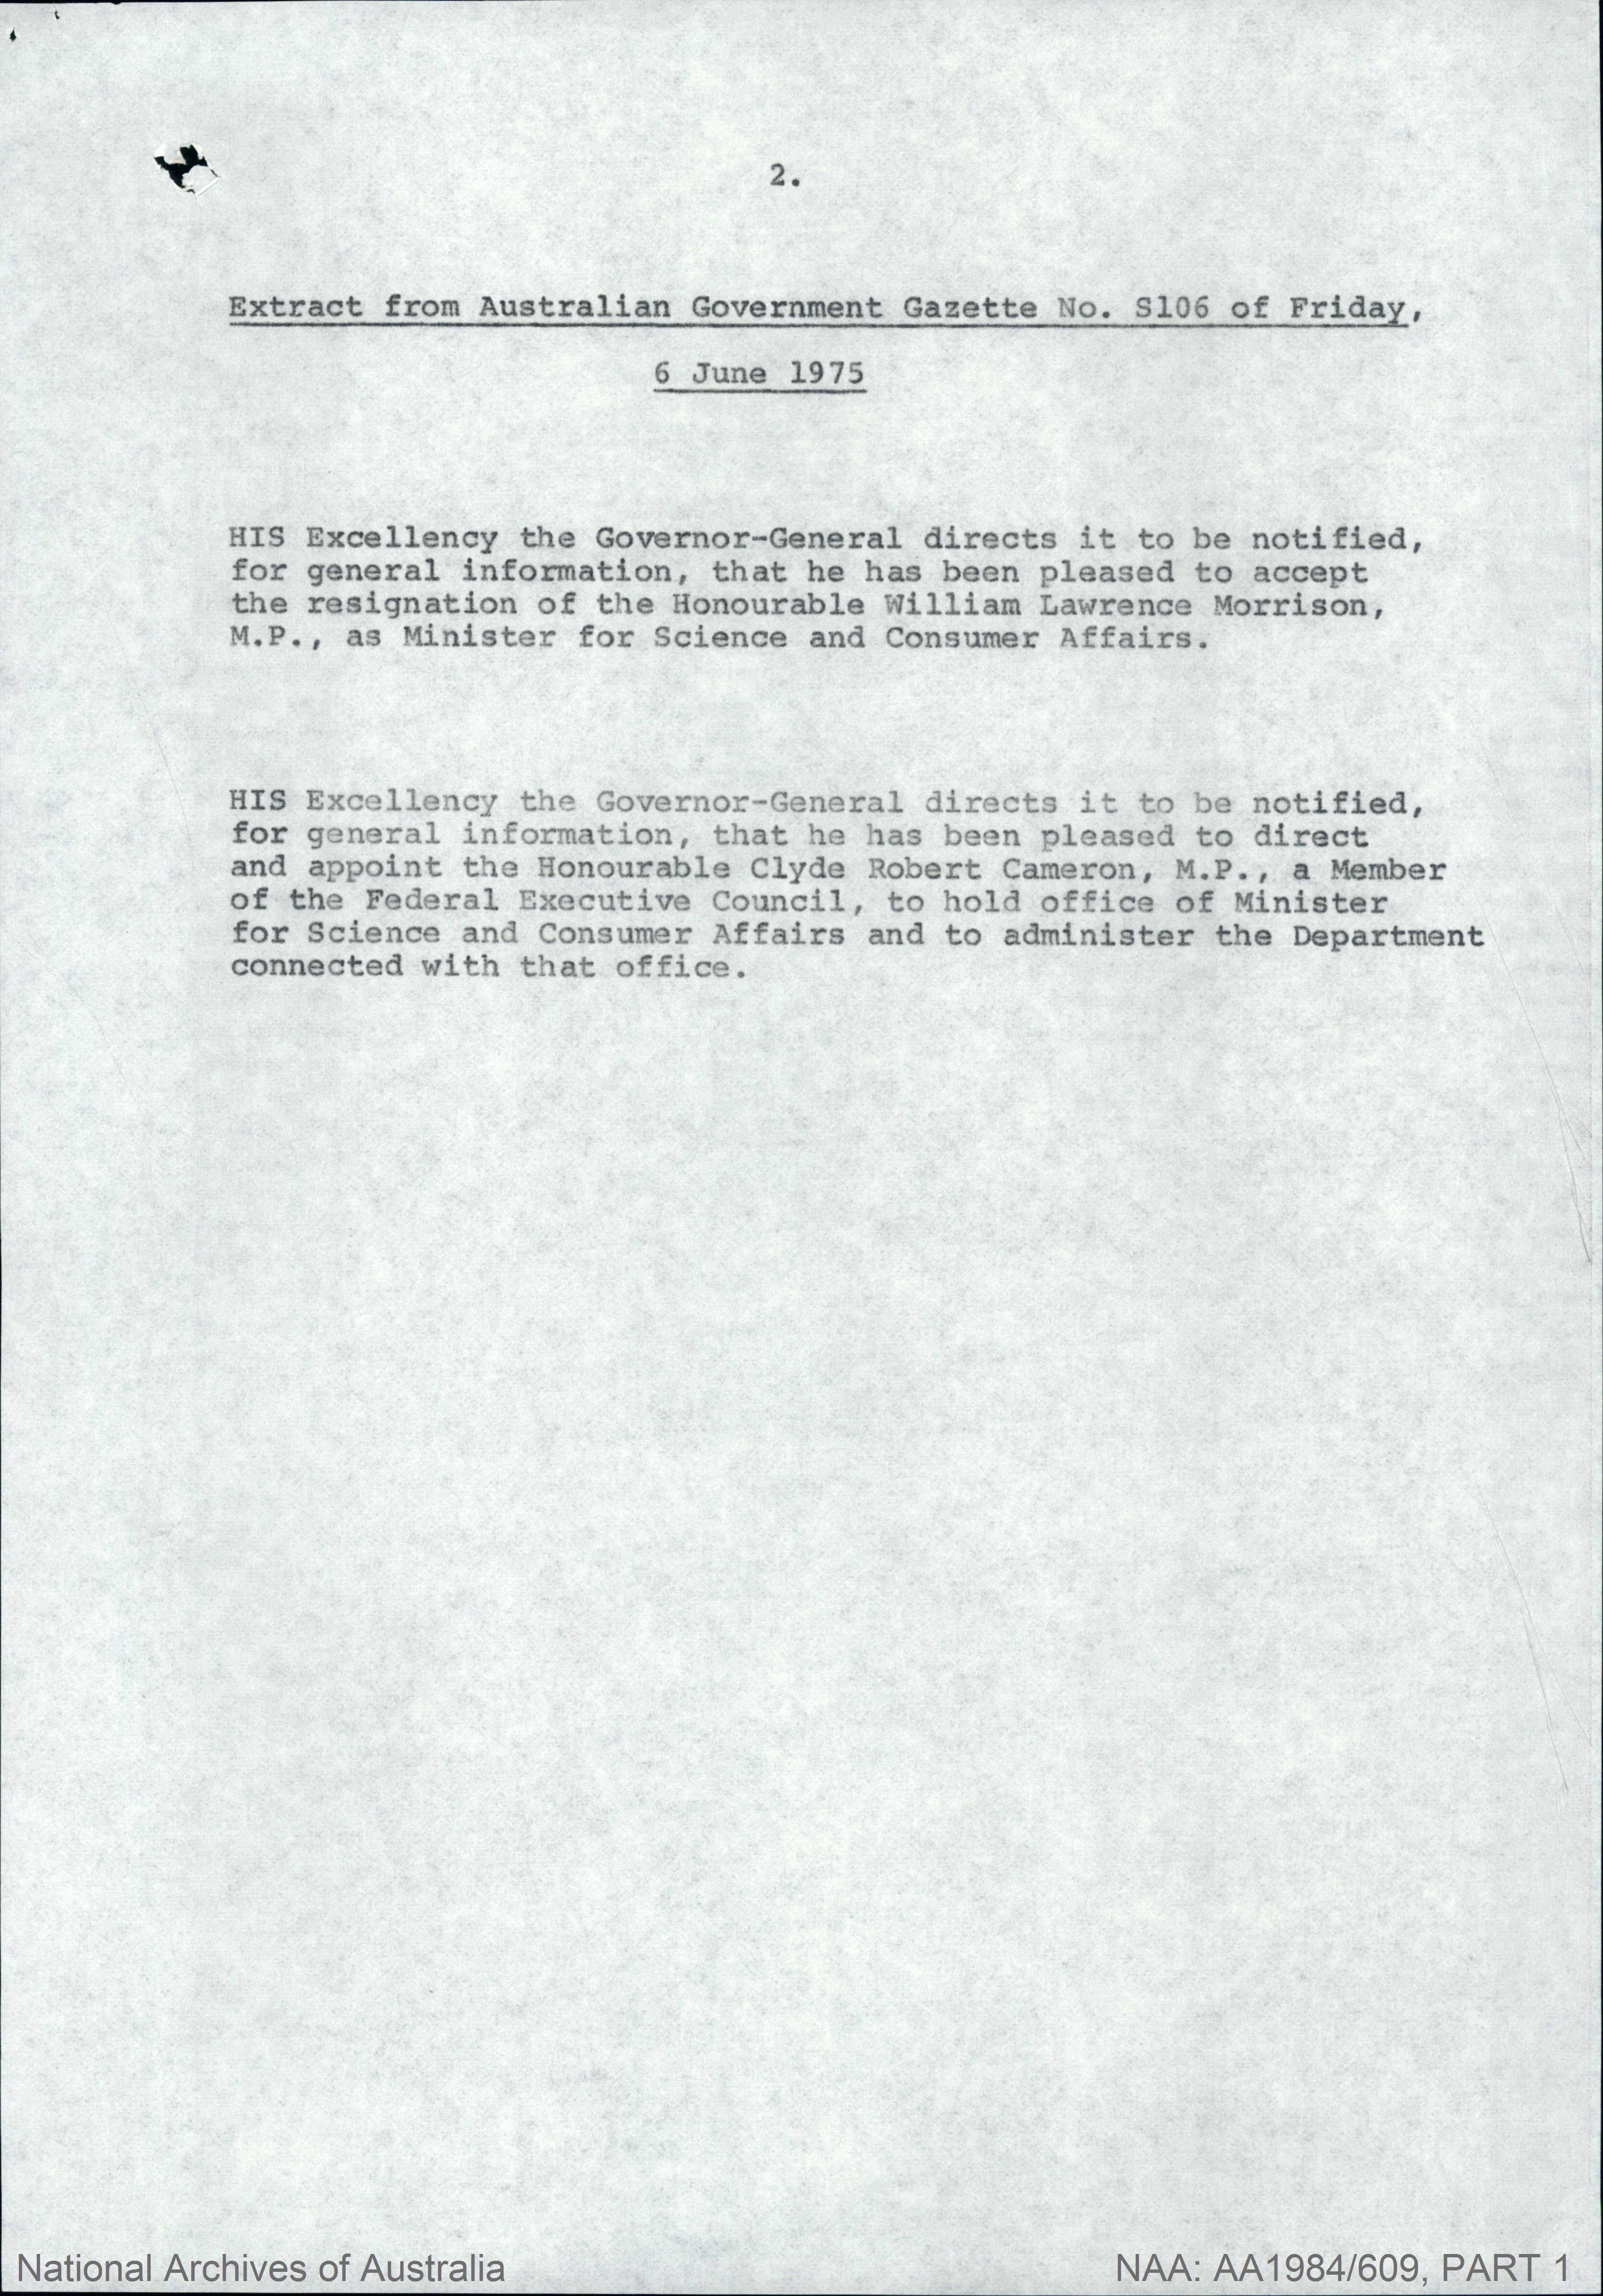 2.
Extract from Australian Government Gazette No. S106 of Friday,
6 June 1975
HIS Excellency the Governor-General directs it to be notified,
for general information, that he has been pleased to accept
the resignation of the Honourable William Lawrence Morrison,
M.P., as Minister for Science and Consumer Affairs.
HIS Excellency the Governor-General directs it to be notified,
for general information, that he has been pleased to direct
and appoint the Honourable Clyde Robert Cameron, M.P., a Member
of the Federal Executive Council, to hold office of Minister
for Science and Consumer Affairs and to administer the Department
connected with that office.
National Archives of Australia
NAA: AA1984/609, PART 1